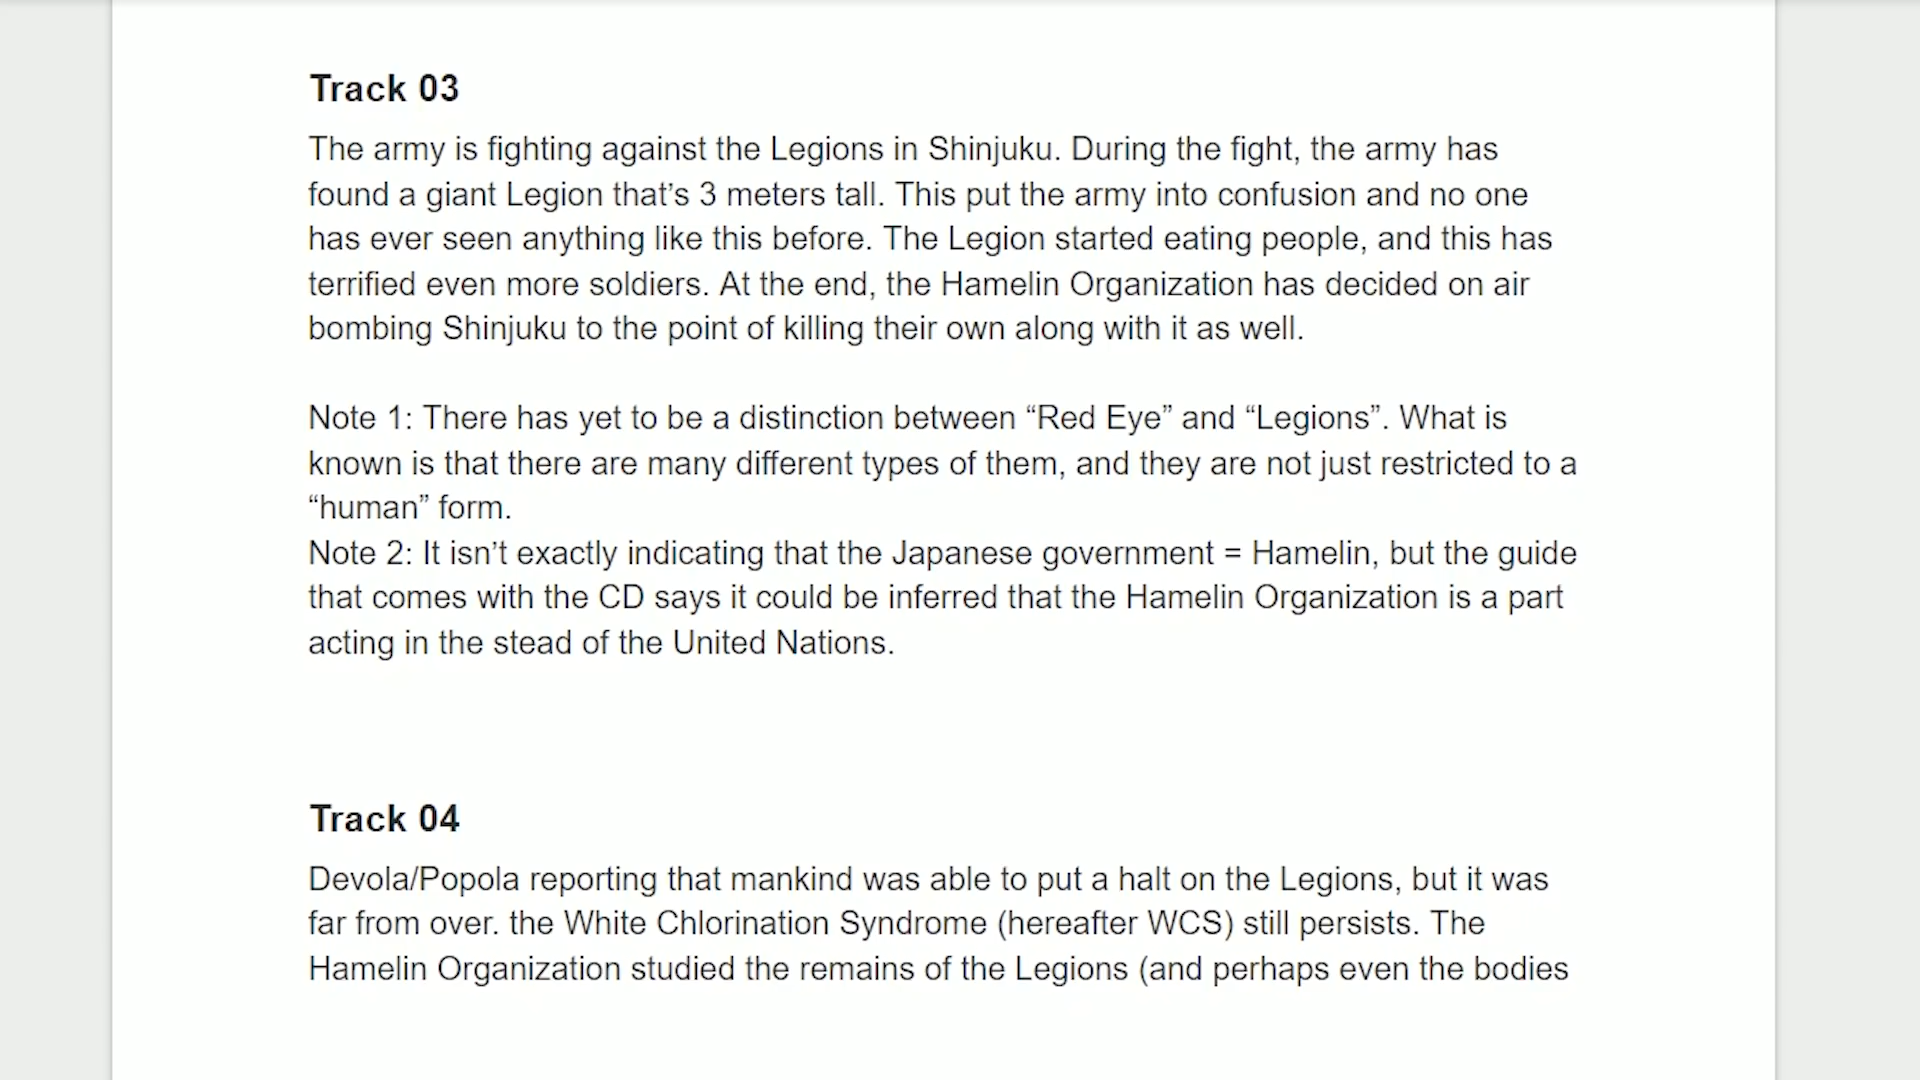 Track 03
The army is fighting against the Legions in Shinjuku. During the fight, the army has
found a giant Legion that’s 3 meters tall. This put the army into confusion and no one
has ever seen anything like this before. The Legion started eating people, and this has
terrified even more soldiers. At the end, the Hamelin Organization has decided on air
bombing Shinjuku to the point of killing their own along with it as well.
Note 1: There has yet to be a distinction between “Red Eye” and “Legions”. What is
known is that there are many different types of them, and they are not just restricted to a
“human” form.
Note 2: It isn’t exactly indicating that the Japanese government = Hamelin, but the guide
that comes with the CD says it could be inferred that the Hamelin Organization is a part
acting in the stead of the United Nations.
Track 04
Devola/Popola reporting that mankind was able to put a halt on the Legions, but it was
far from over. the White Chlorination Syndrome (hereafter WCS) still persists. The
Hamelin Organization studied the remains of the Legions (and perhaps even the bodies